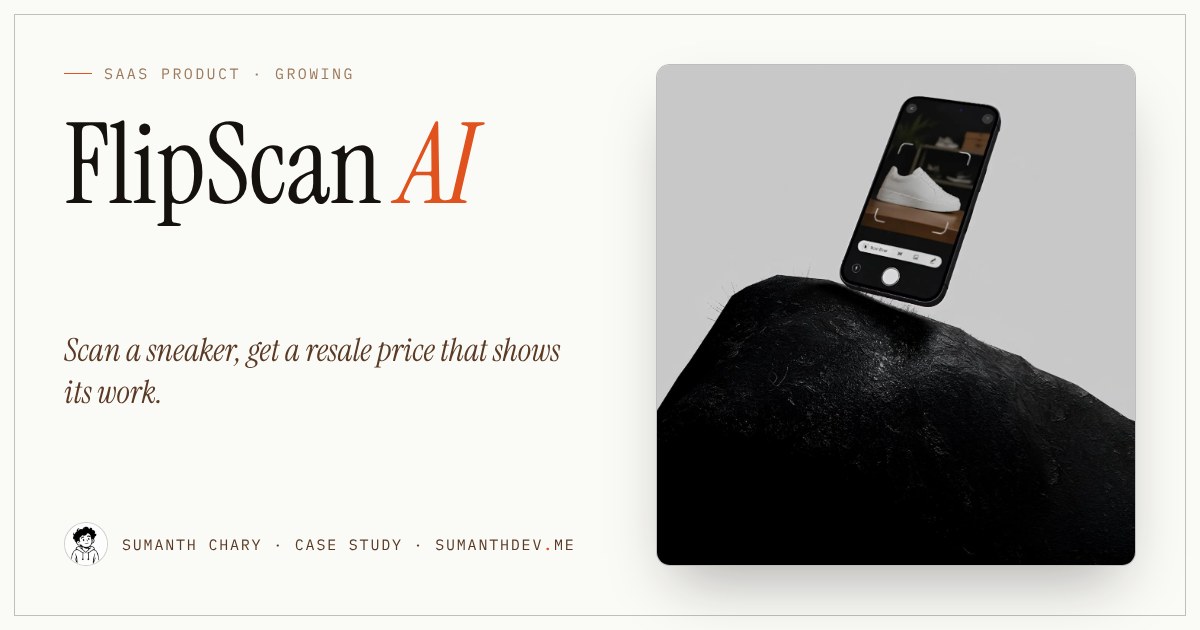 SAAS PRODUCT · GROWING
FlipScan AI
Scan a sneaker, get a resale price that shows
its work.
SUMANTH CHARY · CASE STUDY · SUMANTHDEV.ME